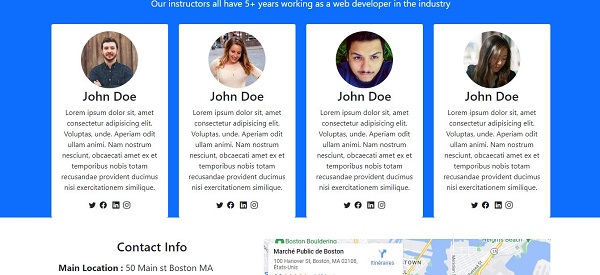 Our instructors all have 5+ years working as a web developer in the industry
John Doe
Lorem ipsum dolor sit, amet
consectetur adipisicing elit.
Voluptas, unde. Aperiam odit
ullam animi. Nam nostrum
nesciunt, obcaecati amet ex et
temporibus nobis totam
recusandae provident ducimus
nisi exercitationem similique.
John Doe
Lorem ipsum dolor sit, amet
consectetur adipisicing elit.
Voluptas, unde. Aperiam odit
ullam animi. Nam nostrum
nesciunt, obcaecati amet ex et
temporibus nobis totam
recusandae provident ducimus
nisi exercitationem similique.
John Doe
Lorem ipsum dolor sit, amet
consectetur adipisicing elit.
Voluptas, unde. Aperiam odit
ullam animi. Nam nostrum
nesciunt, obcaecati amet ex et
temporibus nobis totam
recusandae provident ducimus
nisi exercitationem similique.
John Doe
Lorem ipsum dolor sit, amet
consectetur adipisicing elit.
Voluptas, unde. Aperiam odit
ullam animi. Nam nostrum
nesciunt, obcaecati amet ex et
temporibus nobis totam
recusandae provident ducimus
nisi exercitationem similique.
Contact Info
Main Location : 50 Main st Boston MA
Boston Bouldering
Marché Public de Boston
100 Hanover St, Boston, MA 02108,
États-Unis
Itinéraires
Heights Beach